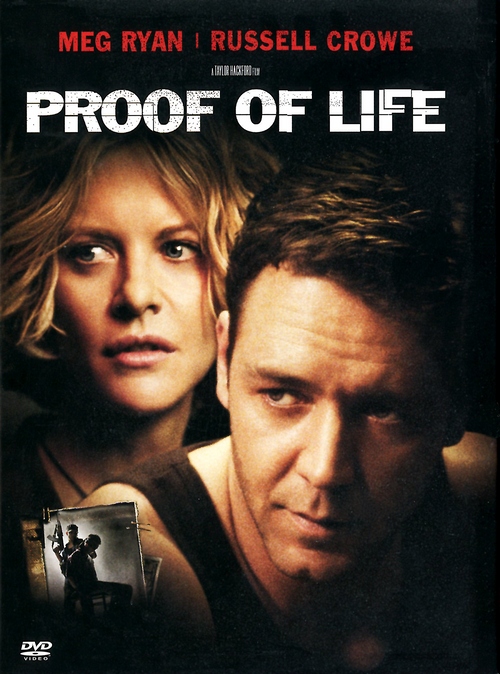 MEG RYAN | RUSSELL CROWE
A TAYLOR HACKFORD FILM
PROOF OF LIFE
DVD
VIDEO